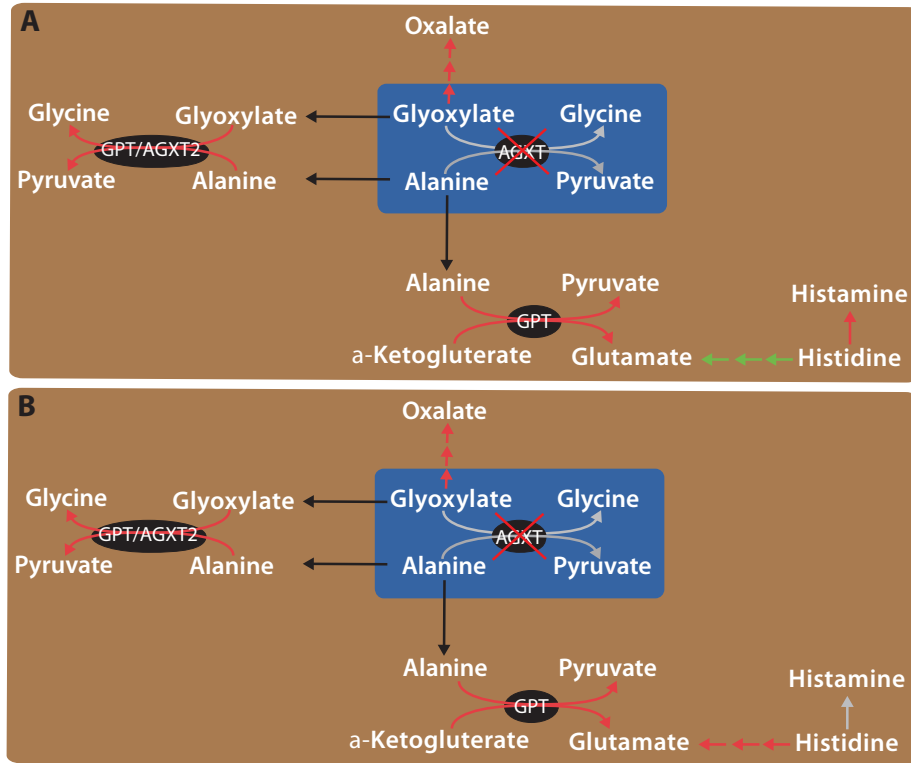 A
Oxalate
Glycine Glyoxylate Glyoxylate Glycine
GPT/AGXT2 AGXT
Pyruvate Alanine Alanine Pyruvate
Alanine Pyruvate
Histamine
GPT
a-Ketogluterate Glutamate Histidine
B
Oxalate
Glycine Glyoxylate Glyoxylate Glycine
GPT/AGXT2 AGXT
Pyruvate Alanine Alanine Pyruvate
Alanine Pyruvate
Histamine
GPT
a-Ketogluterate Glutamate Histidine